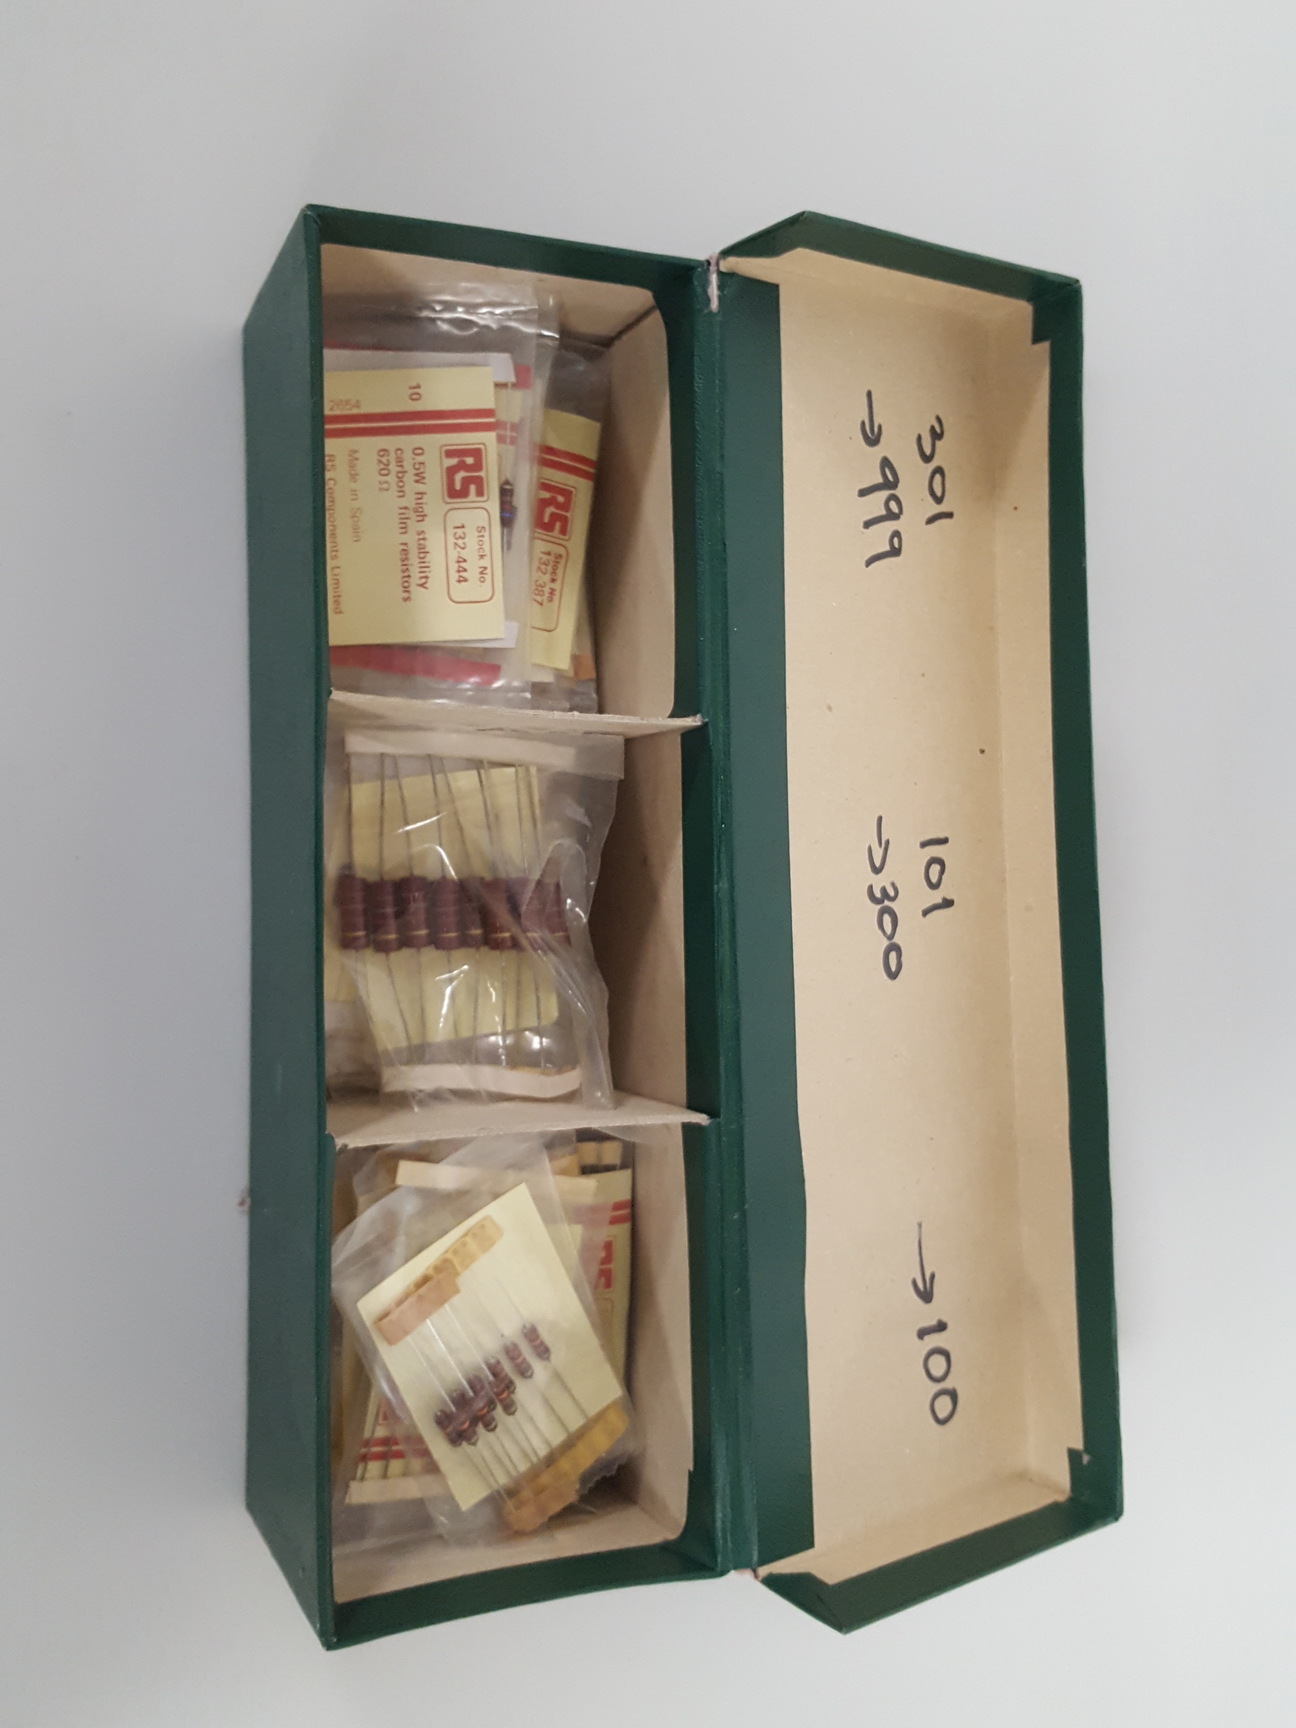 301
→999
101
→300
→100
10
2654
RS
Stock No.
132-444
0.5W high stability
carbon film resistors
620 Ω
Made in Spain
RS Components Limited
RS
Stock No.
132-387
RS